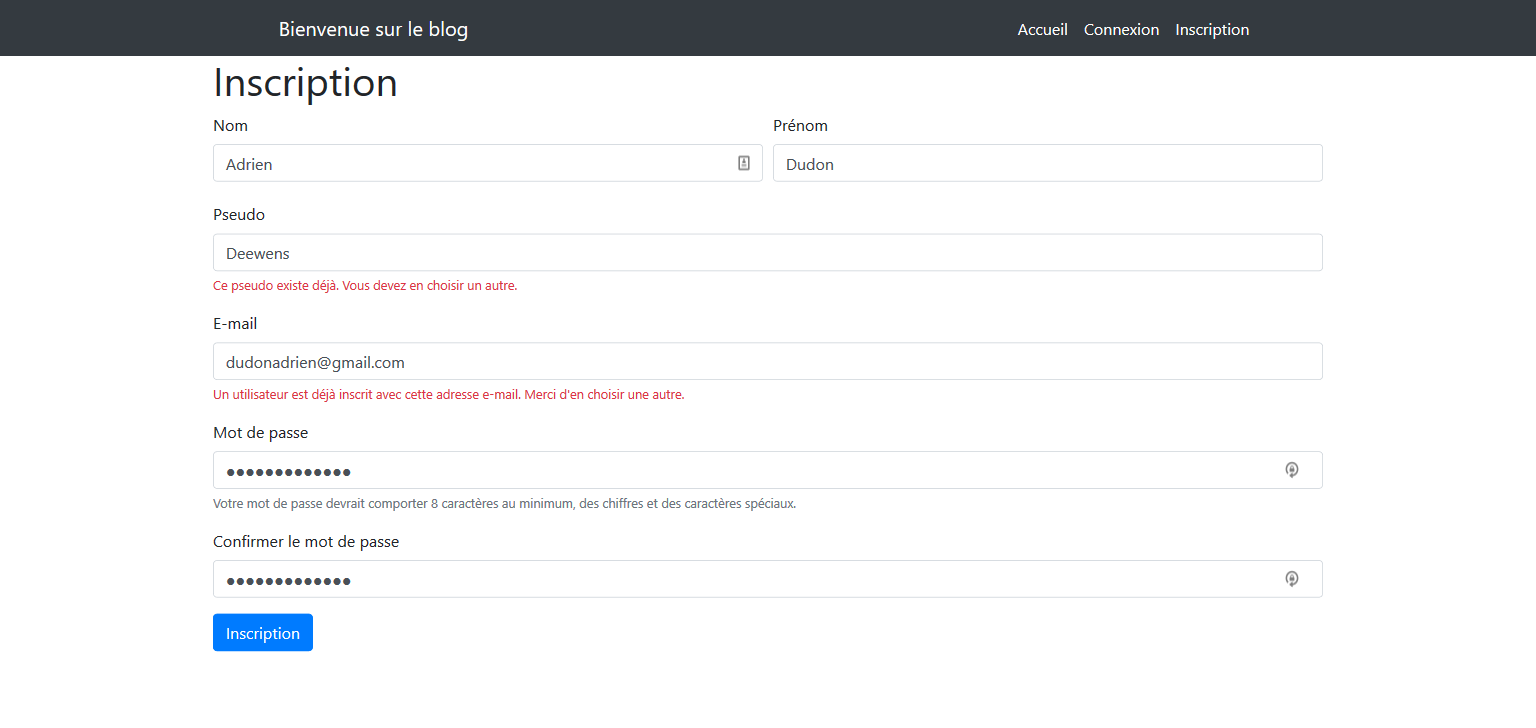 Bienvenue sur le blog Accueil Connexion Inscription
Inscription
Nom Prénom
Adrien Dudon
Pseudo
Deewens
Ce pseudo existe déjà. Vous devez en choisir un autre.
E-mail
dudonadrien@gmail.com
Un utilisateur est déjà inscrit avec cette adresse e-mail. Merci d'en choisir une autre.
Mot de passe
●●●●●●●●●●●●●
Votre mot de passe devrait comporter 8 caractères au minimum, des chiffres et des caractères spéciaux.
Confirmer le mot de passe
●●●●●●●●●●●●●
Inscription